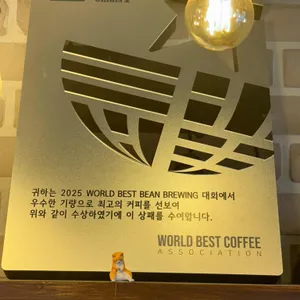 귀하는 2025 WORLD BEST BEAN BREWING 대회에서
우수한 기량으로 최고의 커피를 선보여
위와 같이 수상하였기에 이 상패를 수여합니다.
WORLD BEST COFFEE
ASSOCIATION